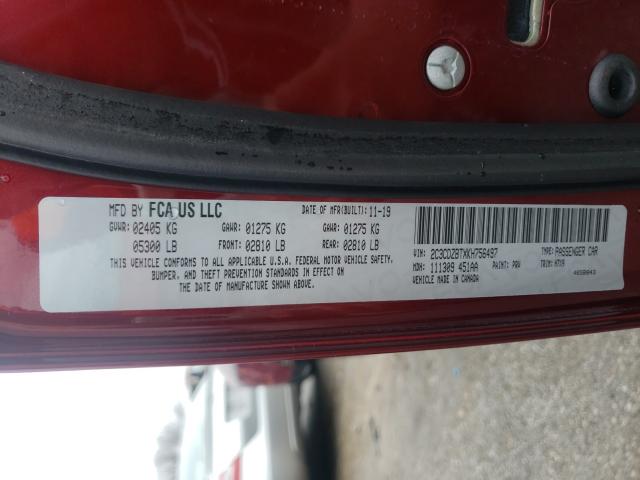 MFD BY FCA US LLC DATE OF MFR(BUILT): 11-19
GVWR: 02405 KG GAWR: 01275 KG GAWR: 01275 KG
05300 LB FRONT: 02810 LB REAR: 02810 LB
THIS VEHICLE CONFORMS TO ALL APPLICABLE U.S.A. FEDERAL MOTOR VEHICLE SAFETY,
BUMPER, AND THEFT PREVENTION STANDARDS IN EFFECT ON
THE DATE OF MANUFACTURE SHOWN ABOVE.
VIN: 2C3CDZBTXKH756497 TYPE: PASSENGER CAR
MDH: 111309 451AA PAINT: PRV TRIM: H7X9
VEHICLE MADE IN CANADA